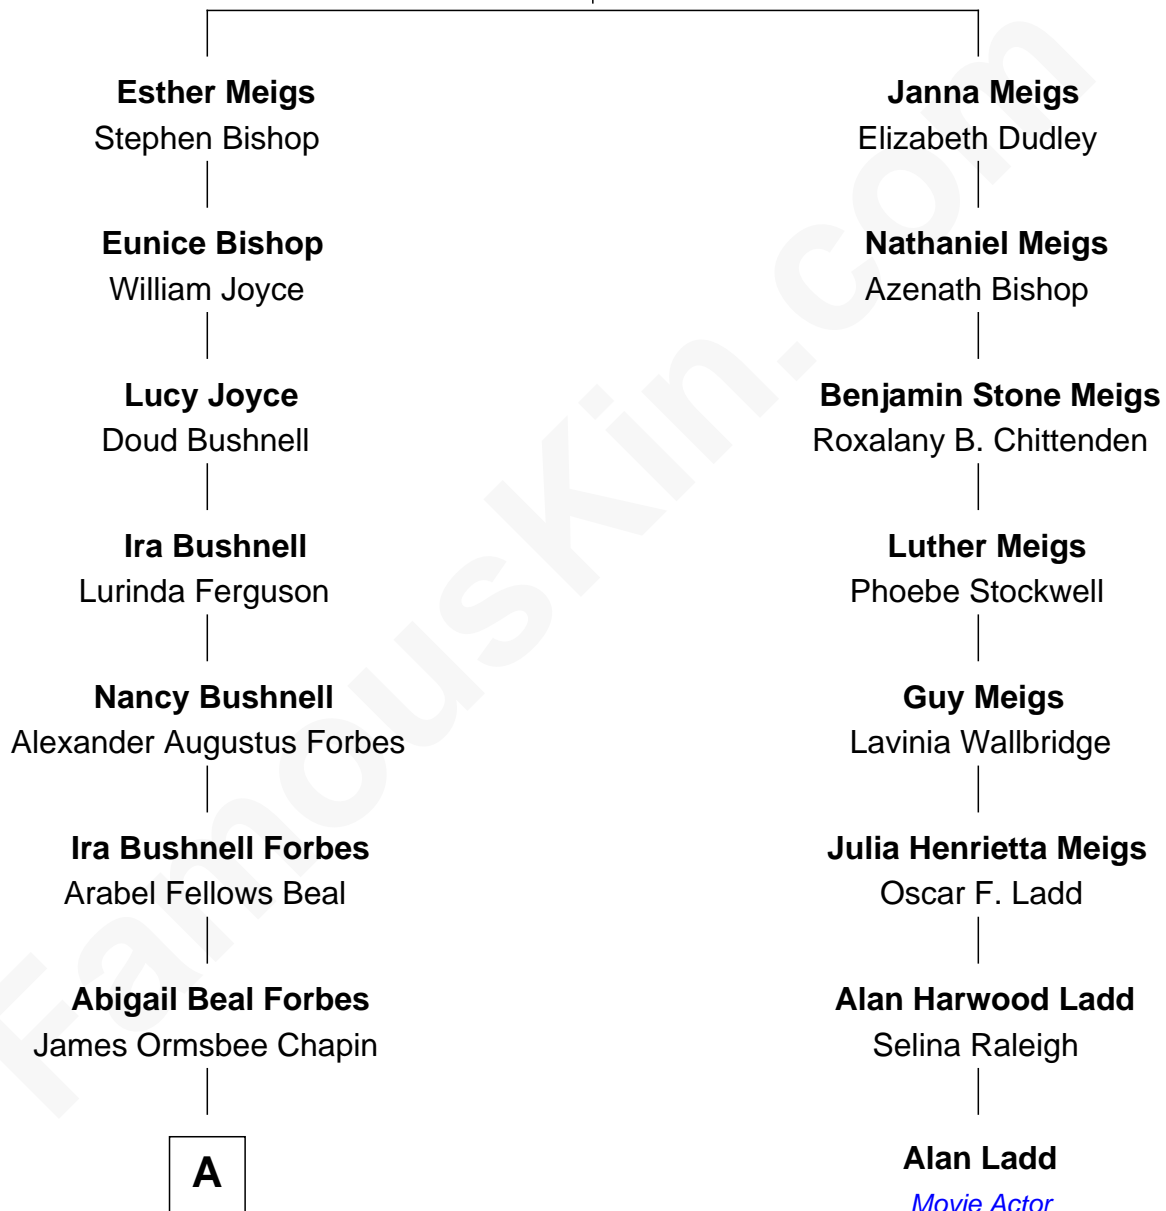 Esther Meigs
Stephen Bishop
Janna Meigs
Elizabeth Dudley
Eunice Bishop
William Joyce
Nathaniel Meigs
Azenath Bishop
Lucy Joyce
Doud Bushnell
Benjamin Stone Meigs
Roxalany B. Chittenden
Ira Bushnell
Lurinda Ferguson
Luther Meigs
Phoebe Stockwell
Nancy Bushnell
Alexander Augustus Forbes
Guy Meigs
Lavinia Wallbridge
Ira Bushnell Forbes
Arabel Fellows Beal
Julia Henrietta Meigs
Oscar F. Ladd
Abigail Beal Forbes
James Ormsbee Chapin
Alan Harwood Ladd
Selina Raleigh
A
Alan Ladd
Movie Actor
FamousKin.com